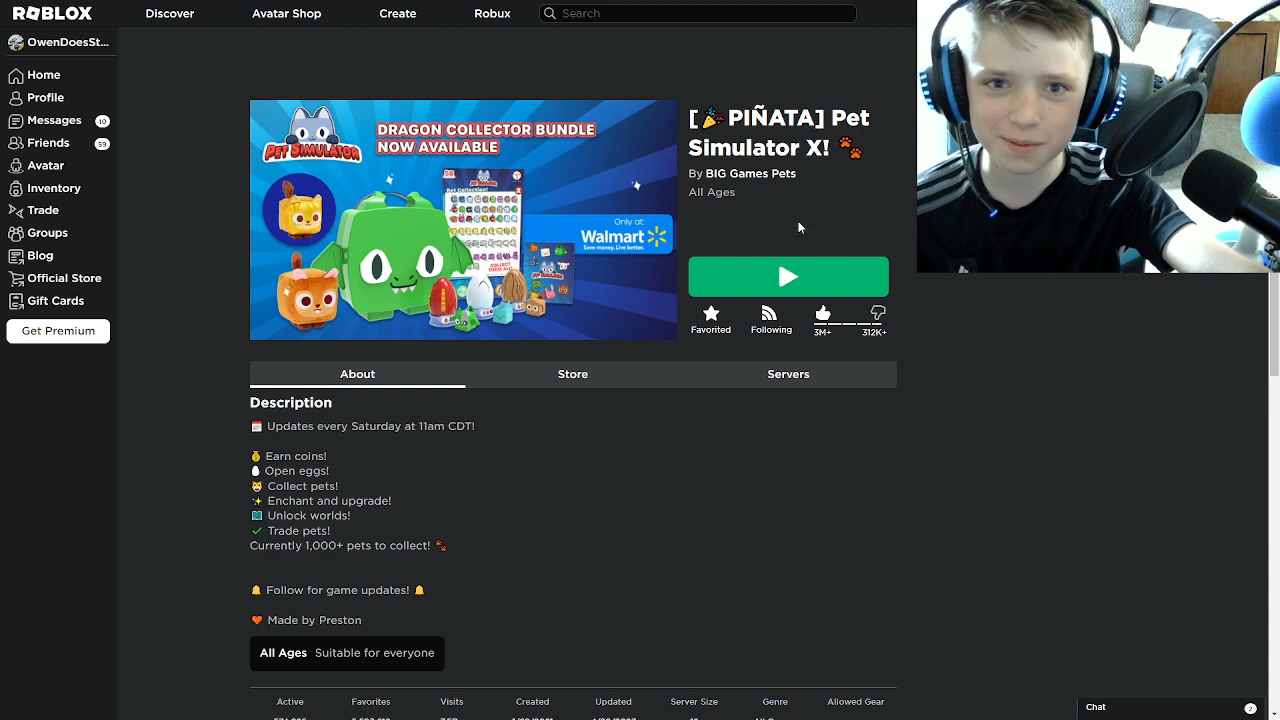 ROBLOX
Discover
Avatar Shop
Create
Robux
Search
OwenDoesSt...
Home
Profile
Messages
10
Friends
59
Avatar
Inventory
Trade
Groups
Blog
Official Store
Gift Cards
Get Premium
PET SIMULATOR
DRAGON COLLECTOR BUNDLE
NOW AVAILABLE
Pet Collection!
COLLECT
THEM ALL!
Only at:
Walmart
Save money. Live better.
[🎉 PIÑATA] Pet
Simulator X! 🐾
By BIG Games Pets
All Ages
Favorited
Following
3M+
312K+
About
Store
Servers
Description
📅 Updates every Saturday at 11am CDT!
💰 Earn coins!
🥚 Open eggs!
😺 Collect pets!
✨ Enchant and upgrade!
🗺️ Unlock worlds!
✓ Trade pets!
Currently 1,000+ pets to collect! 🐾
🔔 Follow for game updates! 🔔
❤️ Made by Preston
All Ages Suitable for everyone
Active
Favorites
Visits
Created
Updated
Server Size
Genre
Allowed Gear
Chat
2